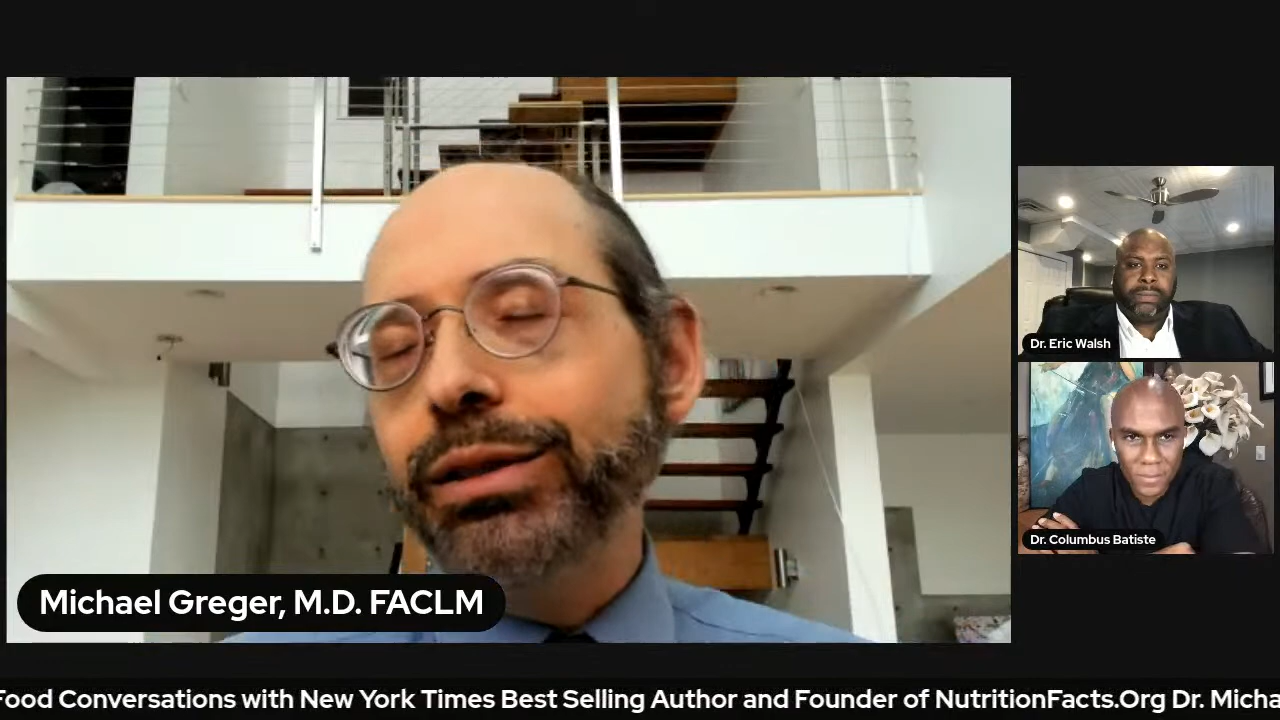 Dr. Eric Walsh
Dr. Columbus Batiste
Michael Greger, M.D. FACLM
Food Conversations with New York Times Best Selling Author and Founder of NutritionFacts.Org Dr. Micha